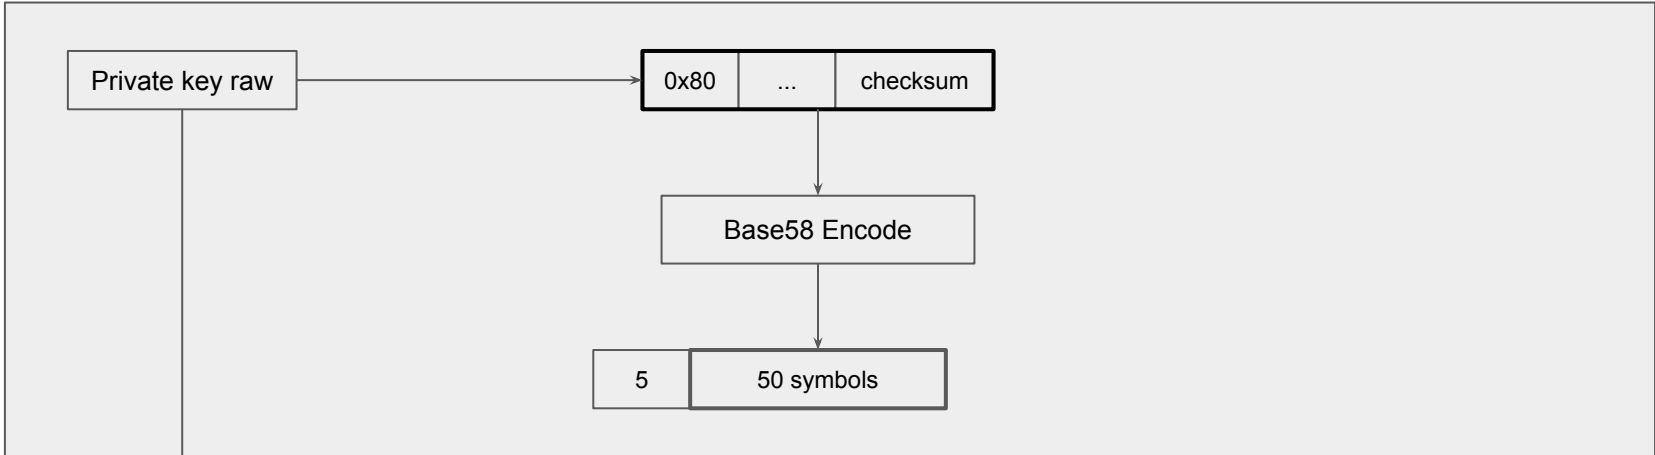 Private key raw
0x80 ... checksum
Base58 Encode
5 50 symbols